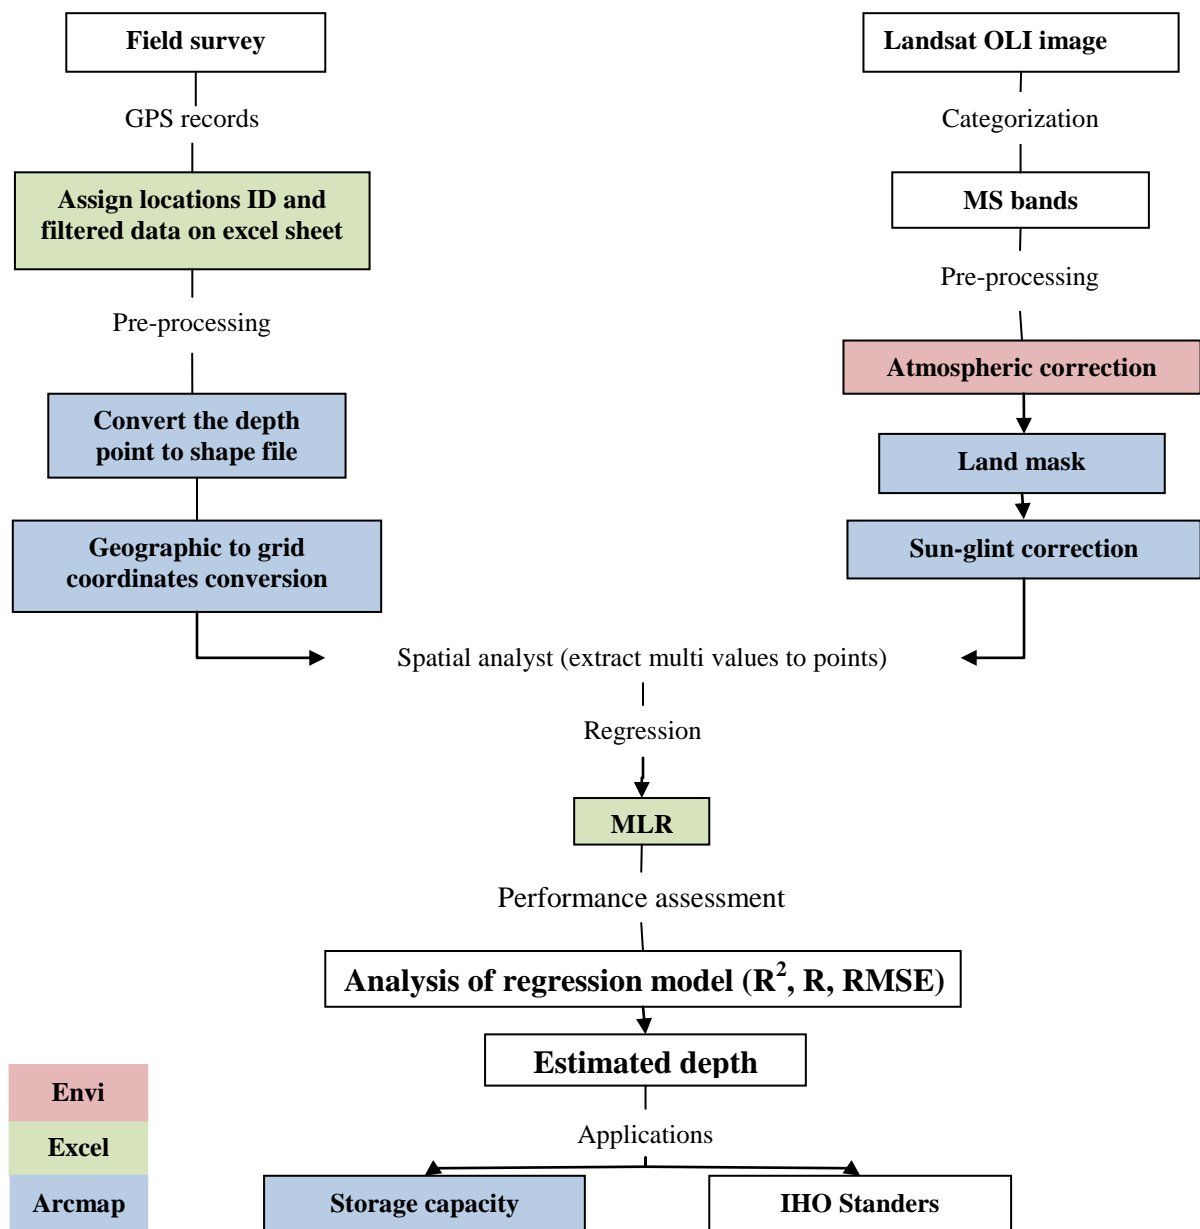 Field survey
GPS records
Assign locations ID and
filtered data on excel sheet
Pre-processing
Convert the depth
point to shape file
Geographic to grid
coordinates conversion
Landsat OLI image
Categorization
MS bands
Pre-processing
Atmospheric correction
Land mask
Sun-glint correction
Spatial analyst (extract multi values to points)
Regression
MLR
Performance assessment
Analysis of regression model (R², R, RMSE)
Estimated depth
Applications
Storage capacity
IHO Standers
Envi
Excel
Arcmap